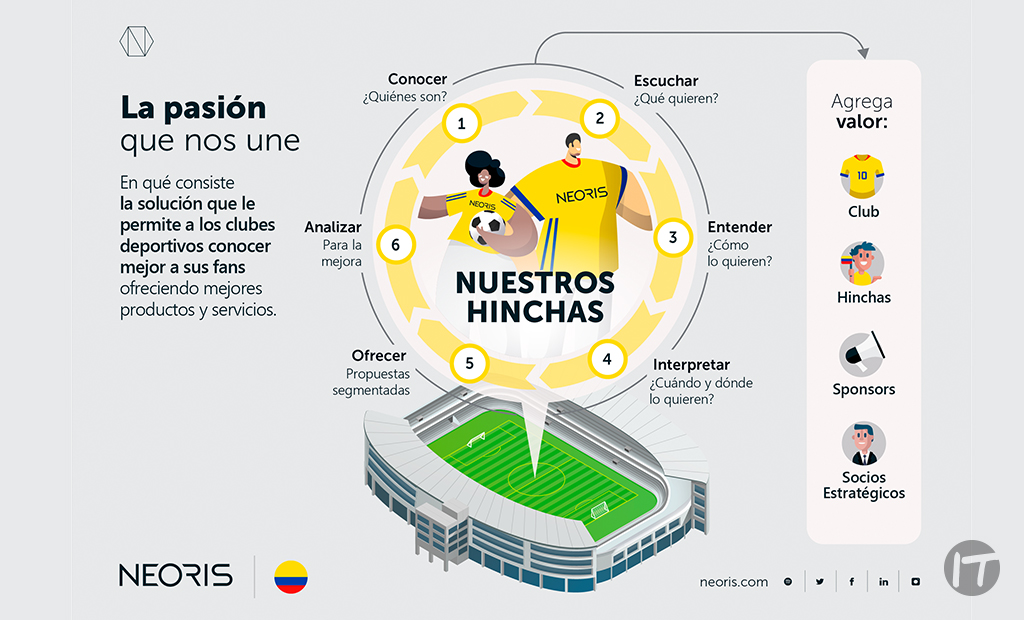 La pasión
que nos une
En qué consiste
la solución que le
permite a los clubes
deportivos conocer
mejor a sus fans
ofreciendo mejores
productos y servicios.
Conocer
¿Quiénes son?
1
Escuchar
¿Qué quieren?
2
Entender
¿Cómo
lo quieren?
3
Interpretar
¿Cuándo y dónde
lo quieren?
4
Ofrecer
Propuestas
segmentadas
5
Analizar
Para la
mejora
6
NEORIS
NEORIS
NUESTROS
HINCHAS
Agrega
valor:
10
Club
Hinchas
Sponsors
Socios
Estratégicos
NEORIS
neoris.com
IT